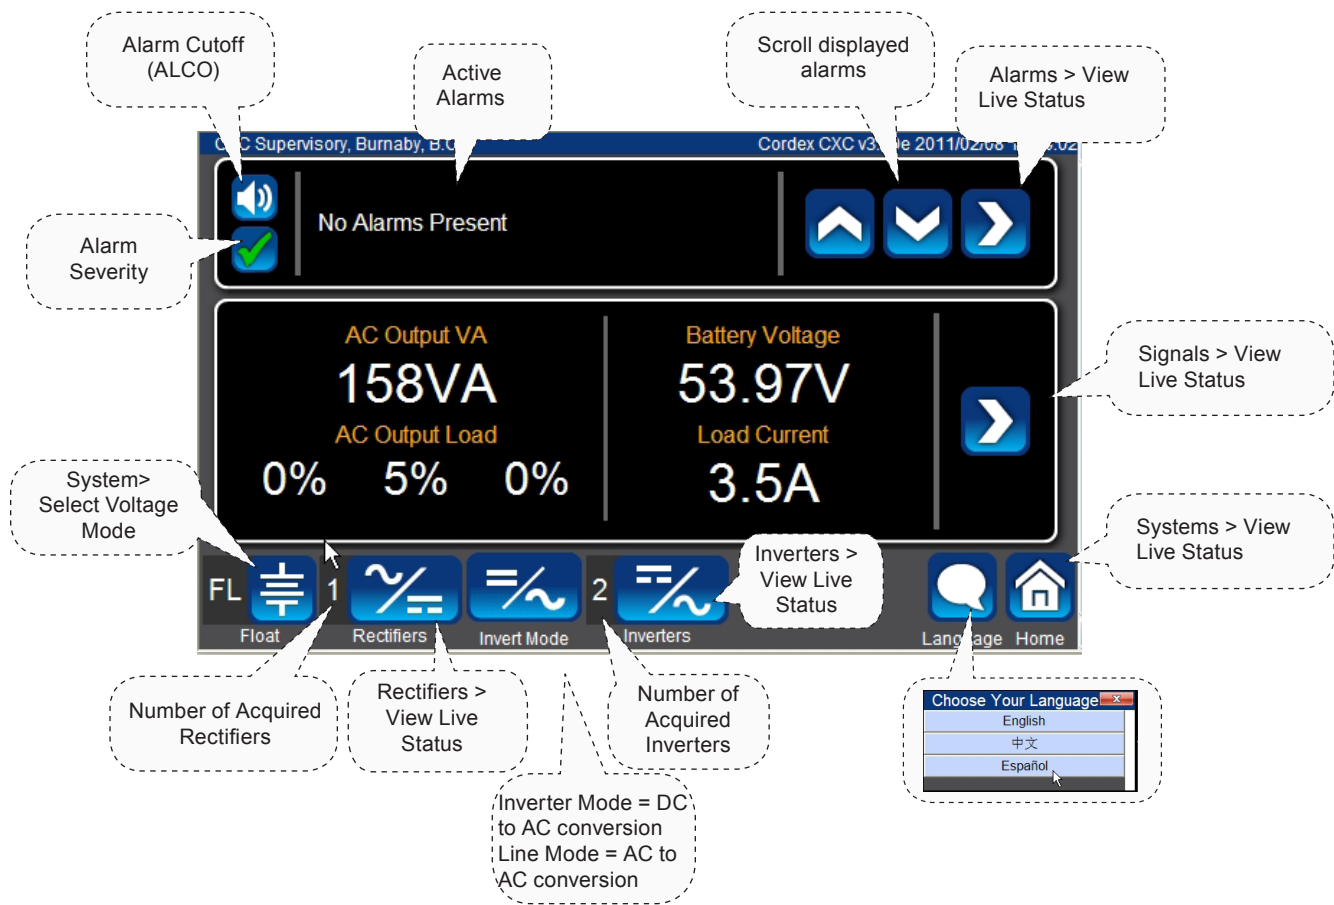 Alarm Cutoff
(ALCO)
Active
Alarms
Scroll displayed
alarms
Alarms > View
Live Status
Supervisory, Burnaby,
Cordex CXC 2011/02/08
No Alarms Present
Alarm
Severity
AC Output VA
158VA
AC Output Load
0% 5% 0%
Battery Voltage
53.97V
Load Current
3.5A
Signals > View
Live Status
System>
Select Voltage
Mode
Systems > View
Live Status
Inverters >
View Live
Status
FL
1
2
Float
Rectifiers
Invert Mode
Inverters
Language
Home
Number of Acquired
Rectifiers
Rectifiers >
View Live
Status
Number of
Acquired
Inverters
Inverter Mode = DC
to AC conversion
Line Mode = AC to
AC conversion
Choose Your Language
English
中文
Español